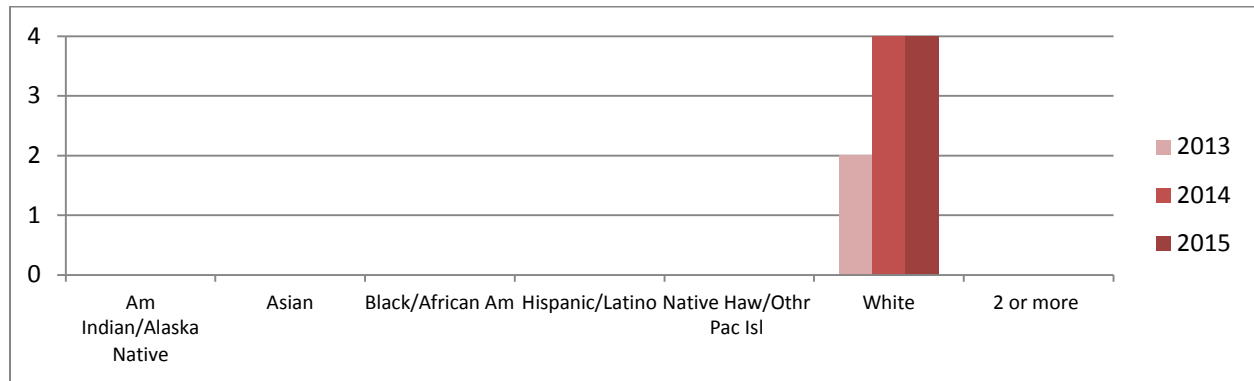 4
3
2
1
0
Am
Indian/Alaska
Native
Asian
Black/African Am
Hispanic/Latino
Native Haw/Othr
Pac Isl
White
2 or more
2013
2014
2015